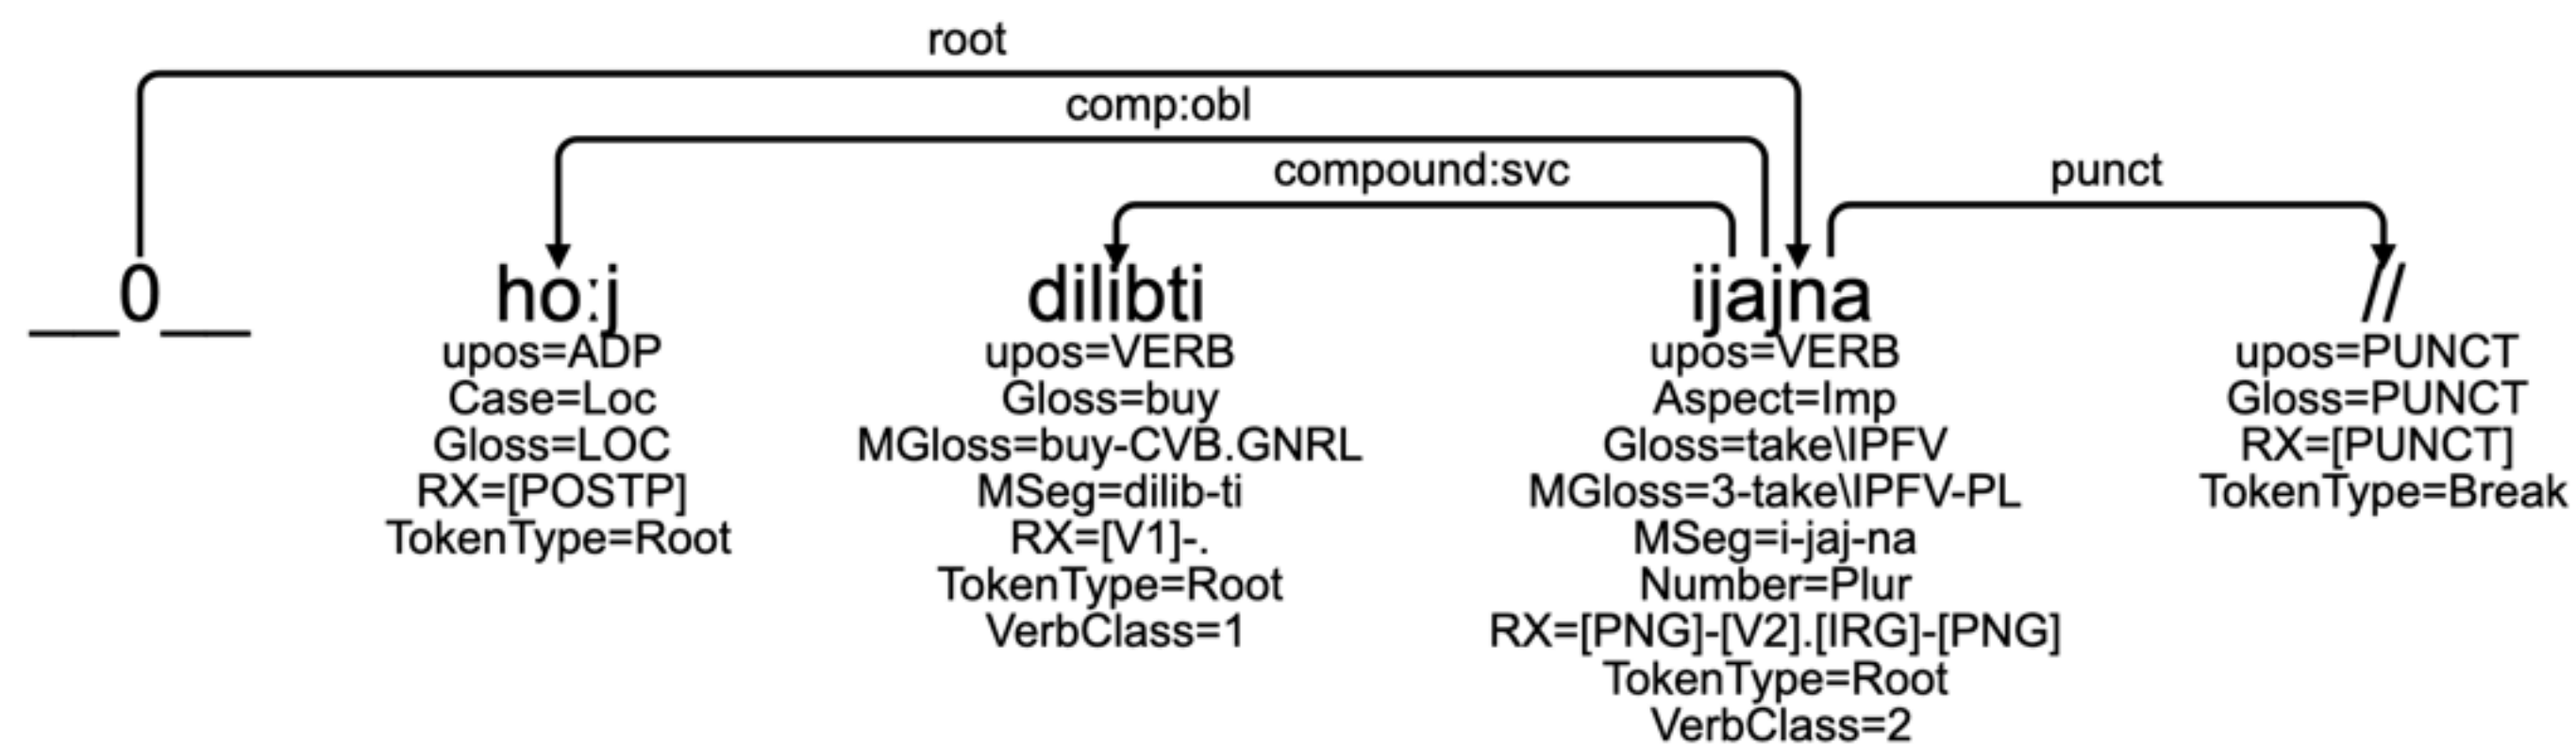 root
comp:obl
compound:svc punct
__0__ ho:j dilibti ijajna //
upos=ADP upos=VERB upos=VERB upos=PUNCT
Case=Loc Gloss=buy Aspect=Imp Gloss=PUNCT
Gloss=LOC MGloss=buy-CVB.GNRL Gloss=take\IPFV RX=[PUNCT]
RX=[POSTP] MSeg=dilib-ti MGloss=3-take\IPFV-PL TokenType=Break
TokenType=Root RX=[V1]-. MSeg=i-jaj-na
TokenType=Root Number=Plur
VerbClass=1 RX=[PNG]-[V2].[IRG]-[PNG]
TokenType=Root
VerbClass=2